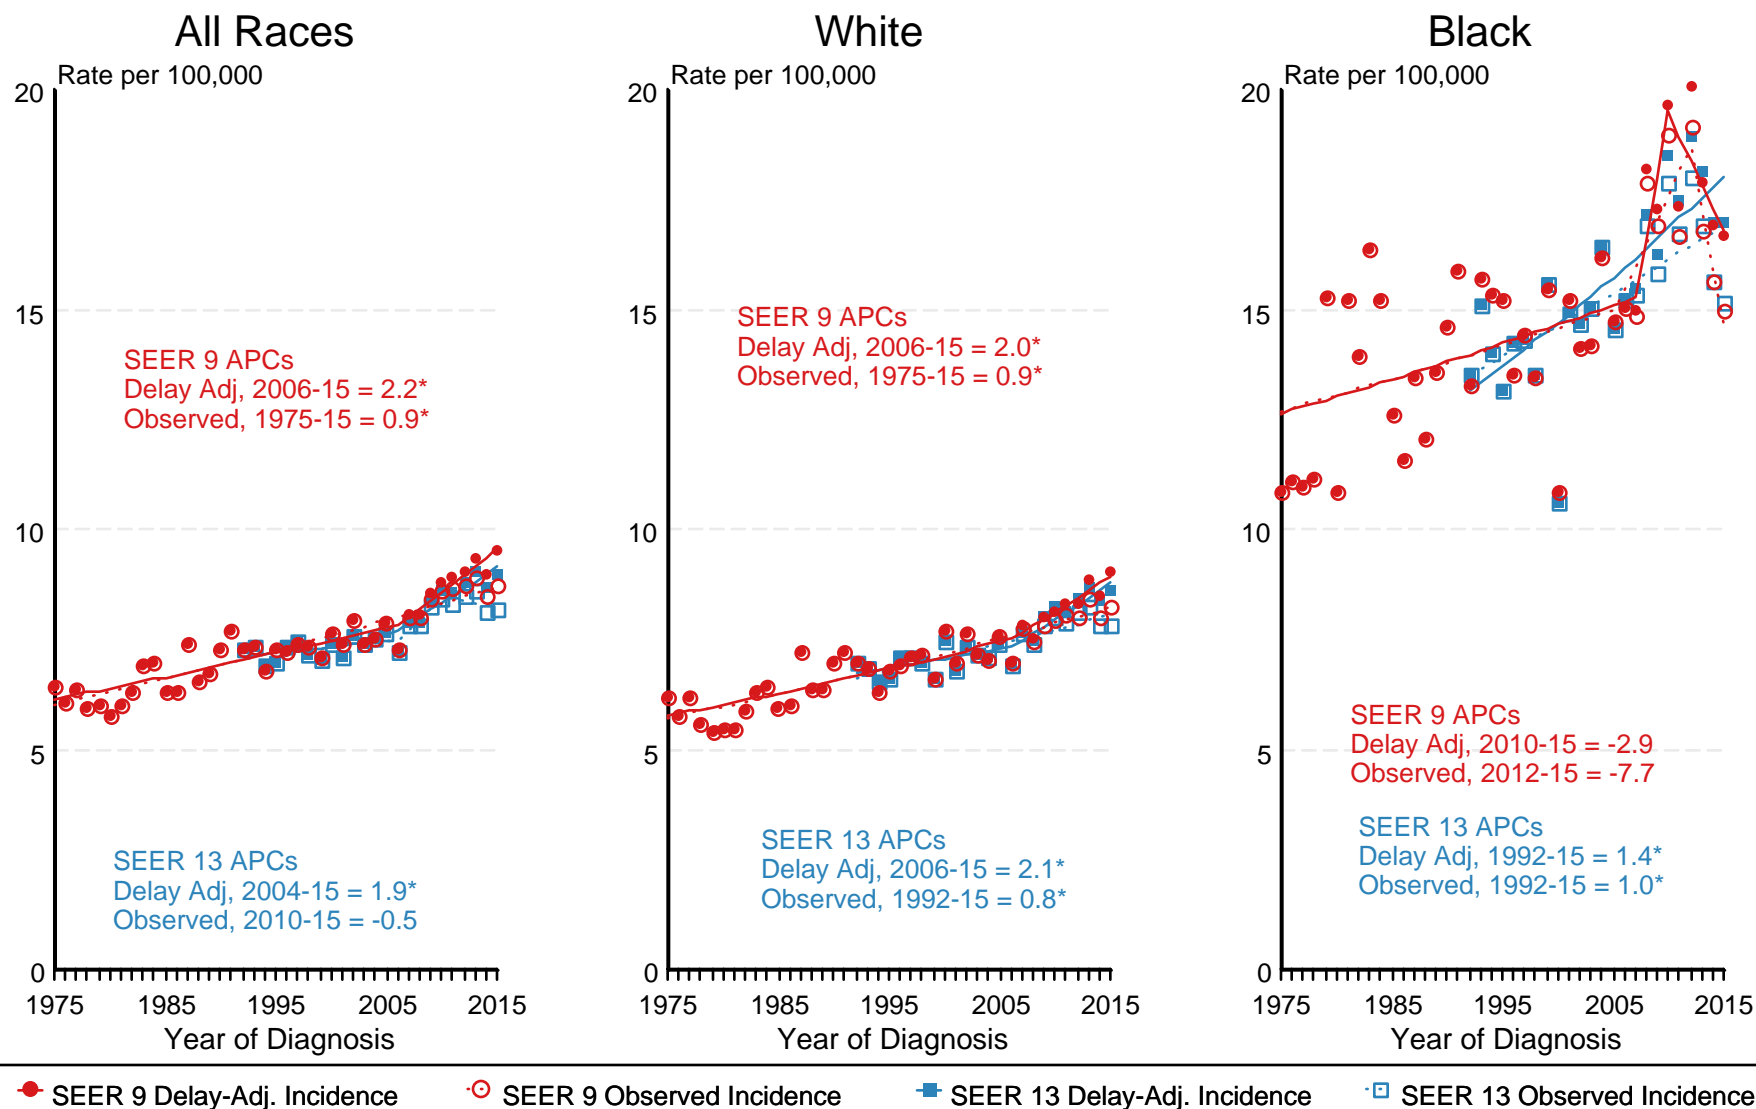 All Races
Rate per 100,000
20
15
10
5
0
SEER 9 APCs
Delay Adj, 2006-15 = 2.2*
Observed, 1975-15 = 0.9*
SEER 13 APCs
Delay Adj, 2004-15 = 1.9*
Observed, 2010-15 = -0.5
1975 1985 1995 2005 2015
Year of Diagnosis
White
Rate per 100,000
20
15
10
5
0
SEER 9 APCs
Delay Adj, 2006-15 = 2.0*
Observed, 1975-15 = 0.9*
SEER 13 APCs
Delay Adj, 2006-15 = 2.1*
Observed, 1992-15 = 0.8*
1975 1985 1995 2005 2015
Year of Diagnosis
Black
Rate per 100,000
20
15
10
5
0
SEER 9 APCs
Delay Adj, 2010-15 = -2.9
Observed, 2012-15 = -7.7
SEER 13 APCs
Delay Adj, 1992-15 = 1.4*
Observed, 1992-15 = 1.0*
1975 1985 1995 2005 2015
Year of Diagnosis
SEER 9 Delay-Adj. Incidence SEER 9 Observed Incidence SEER 13 Delay-Adj. Incidence SEER 13 Observed Incidence